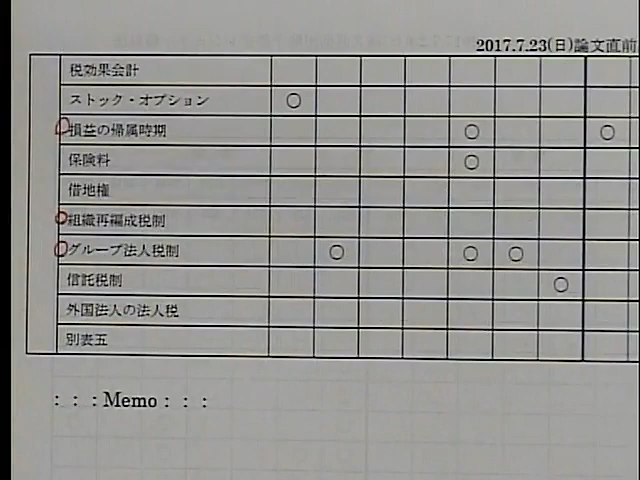 2017.7.23(日)論文直前
税効果会計
ストック・オプション ○
損益の帰属時期 ○ ○
保険料 ○
借地権
組織再編成税制
グループ法人税制 ○ ○ ○
信託税制 ○
外国法人の法人税
別表五
：：：Memo：：：